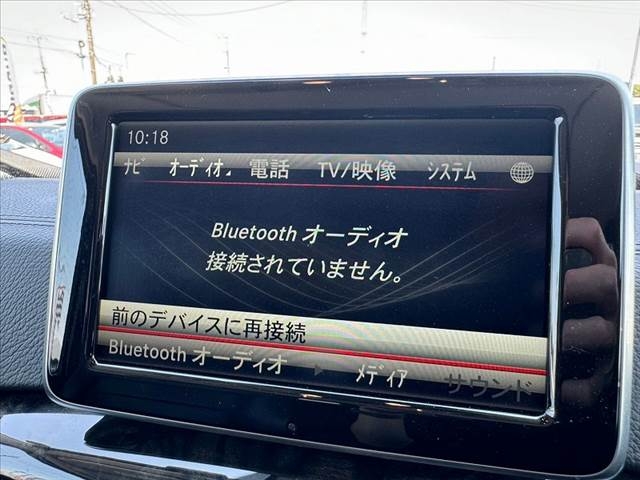 10:18
ナビ オーディオ 電話 TV/映像 システム
Bluetooth オーディオ
接続されていません。
前のデバイスに再接続
Bluetooth オーディオ メディア サウンド